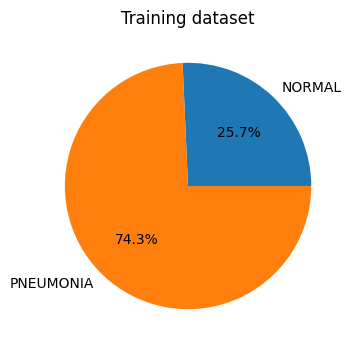 Training dataset
NORMAL
25.7%
74.3%
PNEUMONIA